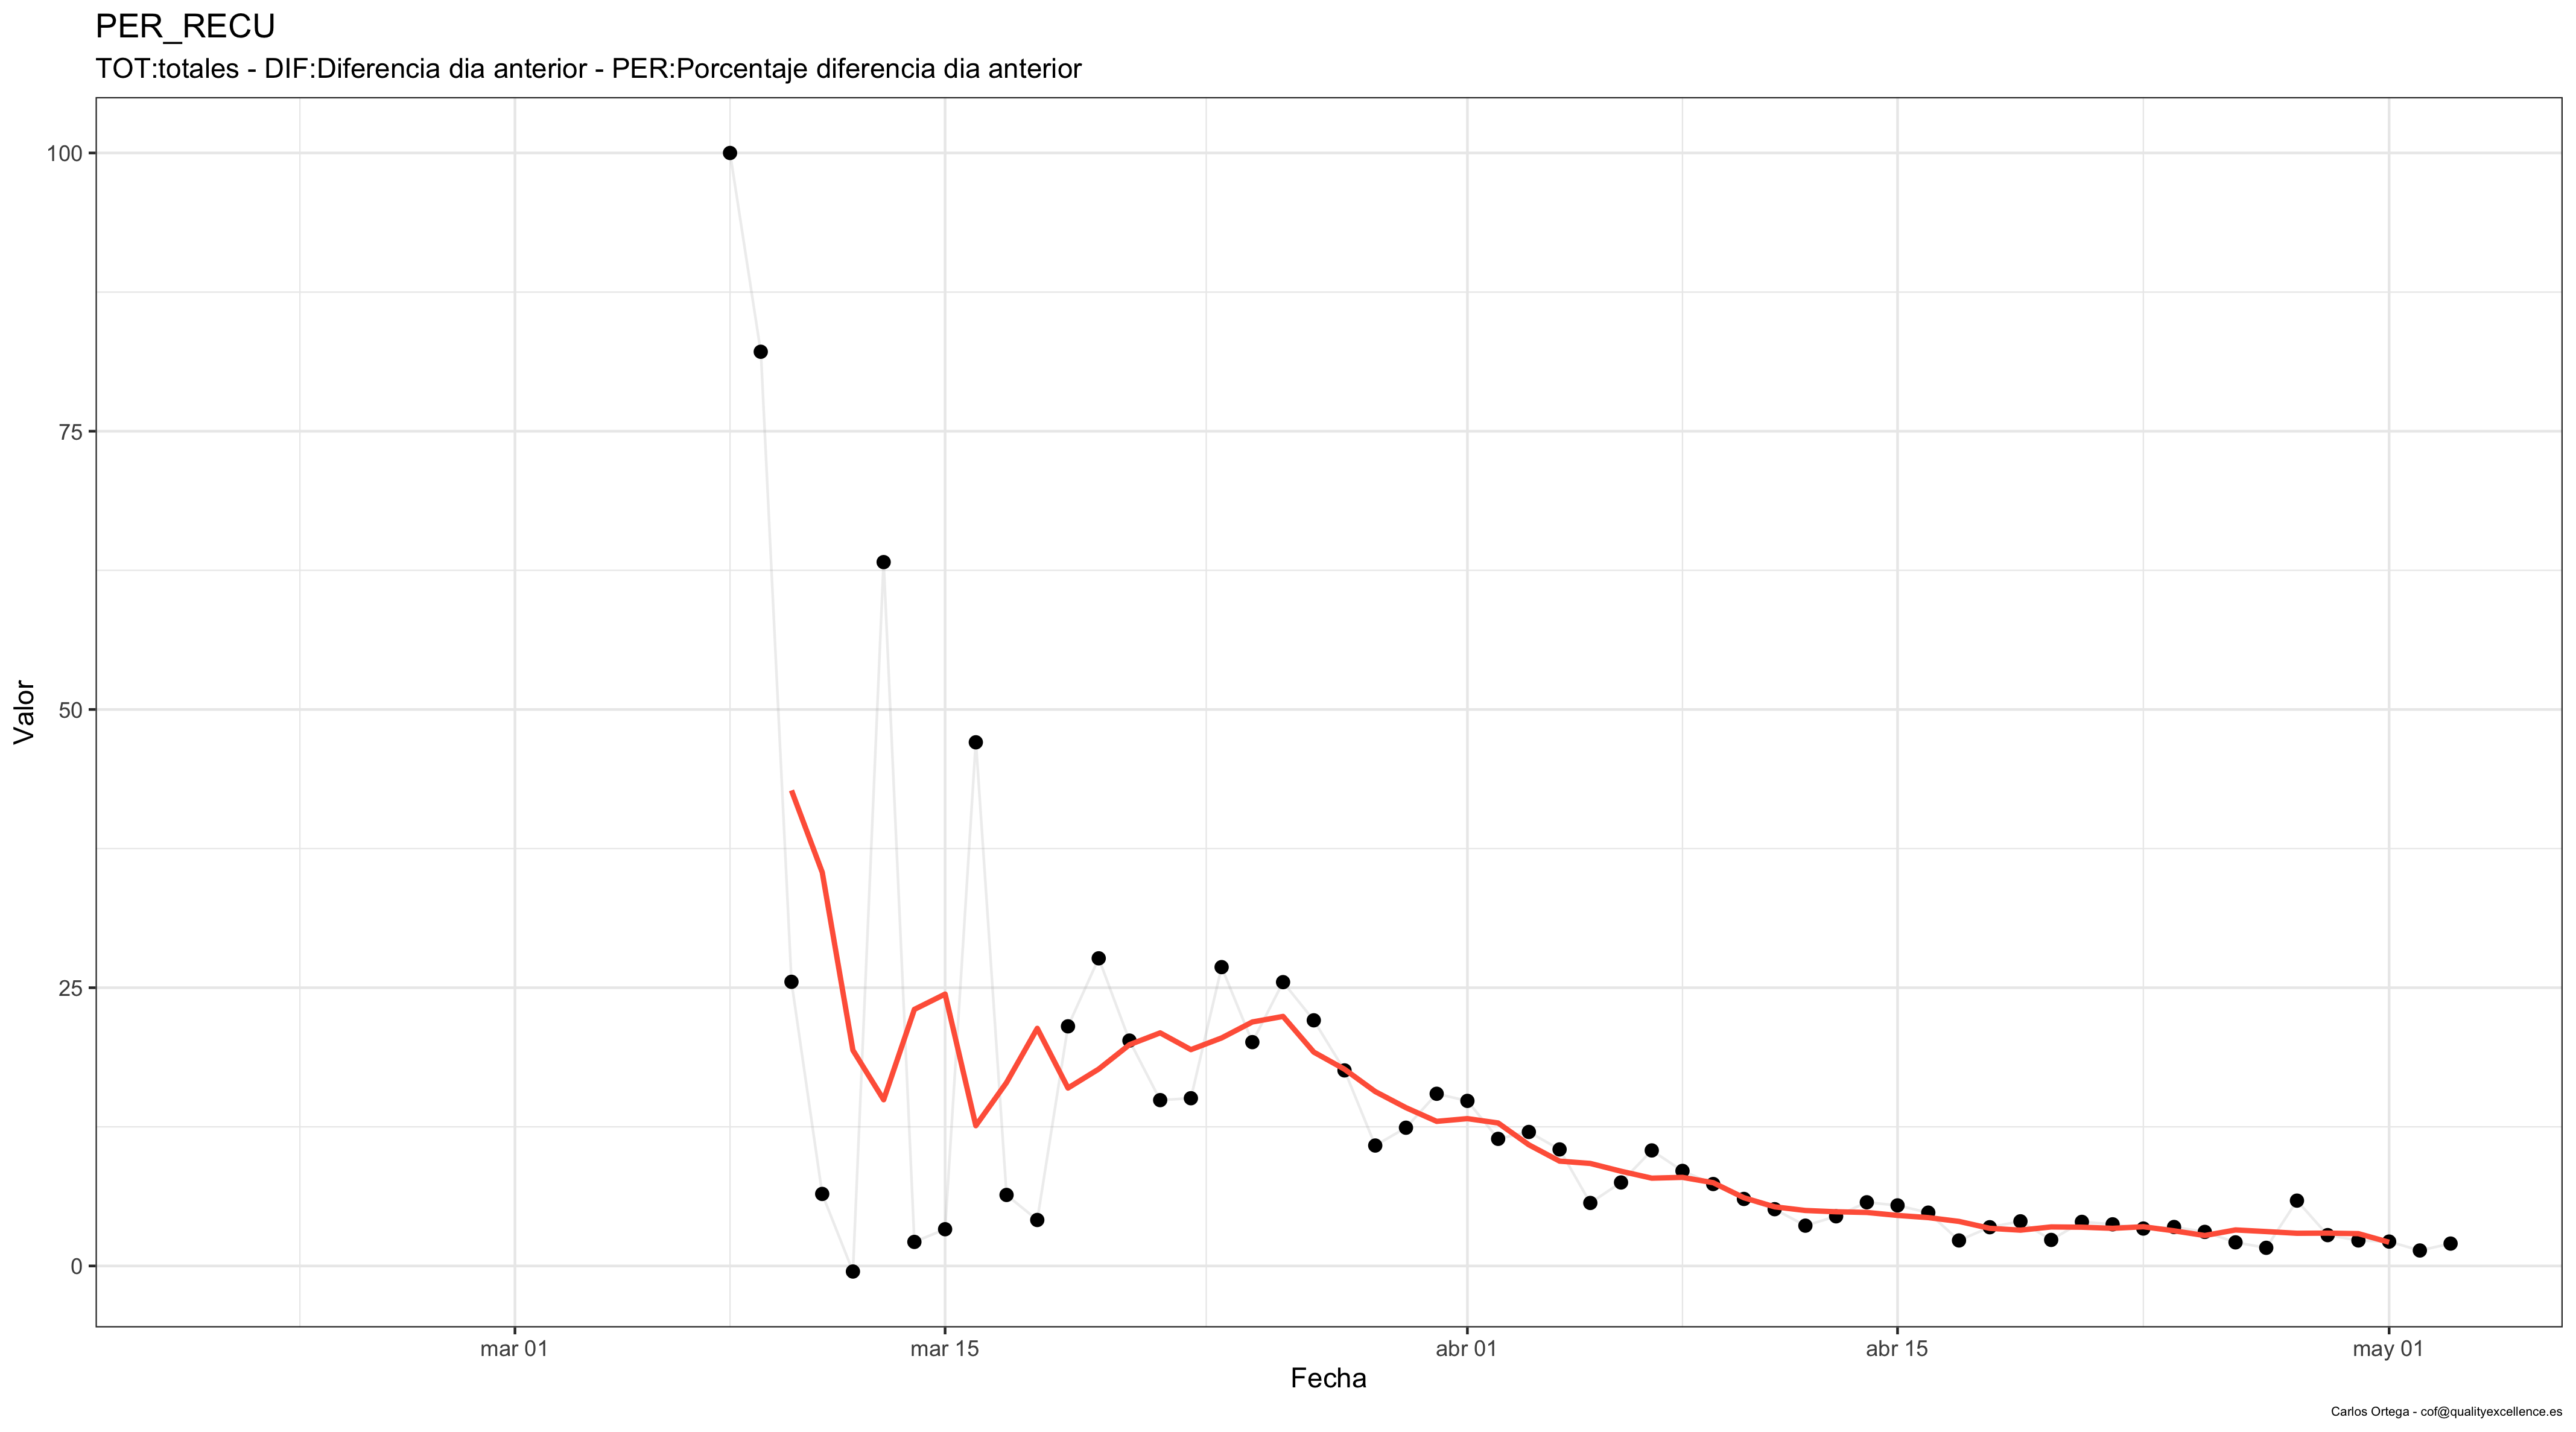 PER_RECU
TOT:totales - DIF:Diferencia dia anterior - PER:Porcentaje diferencia dia anterior
100
75
50
25
0
Valor
mar 01
mar 15
abr 01
abr 15
may 01
Fecha
Carlos Ortega - cof@qualityexcellence.es